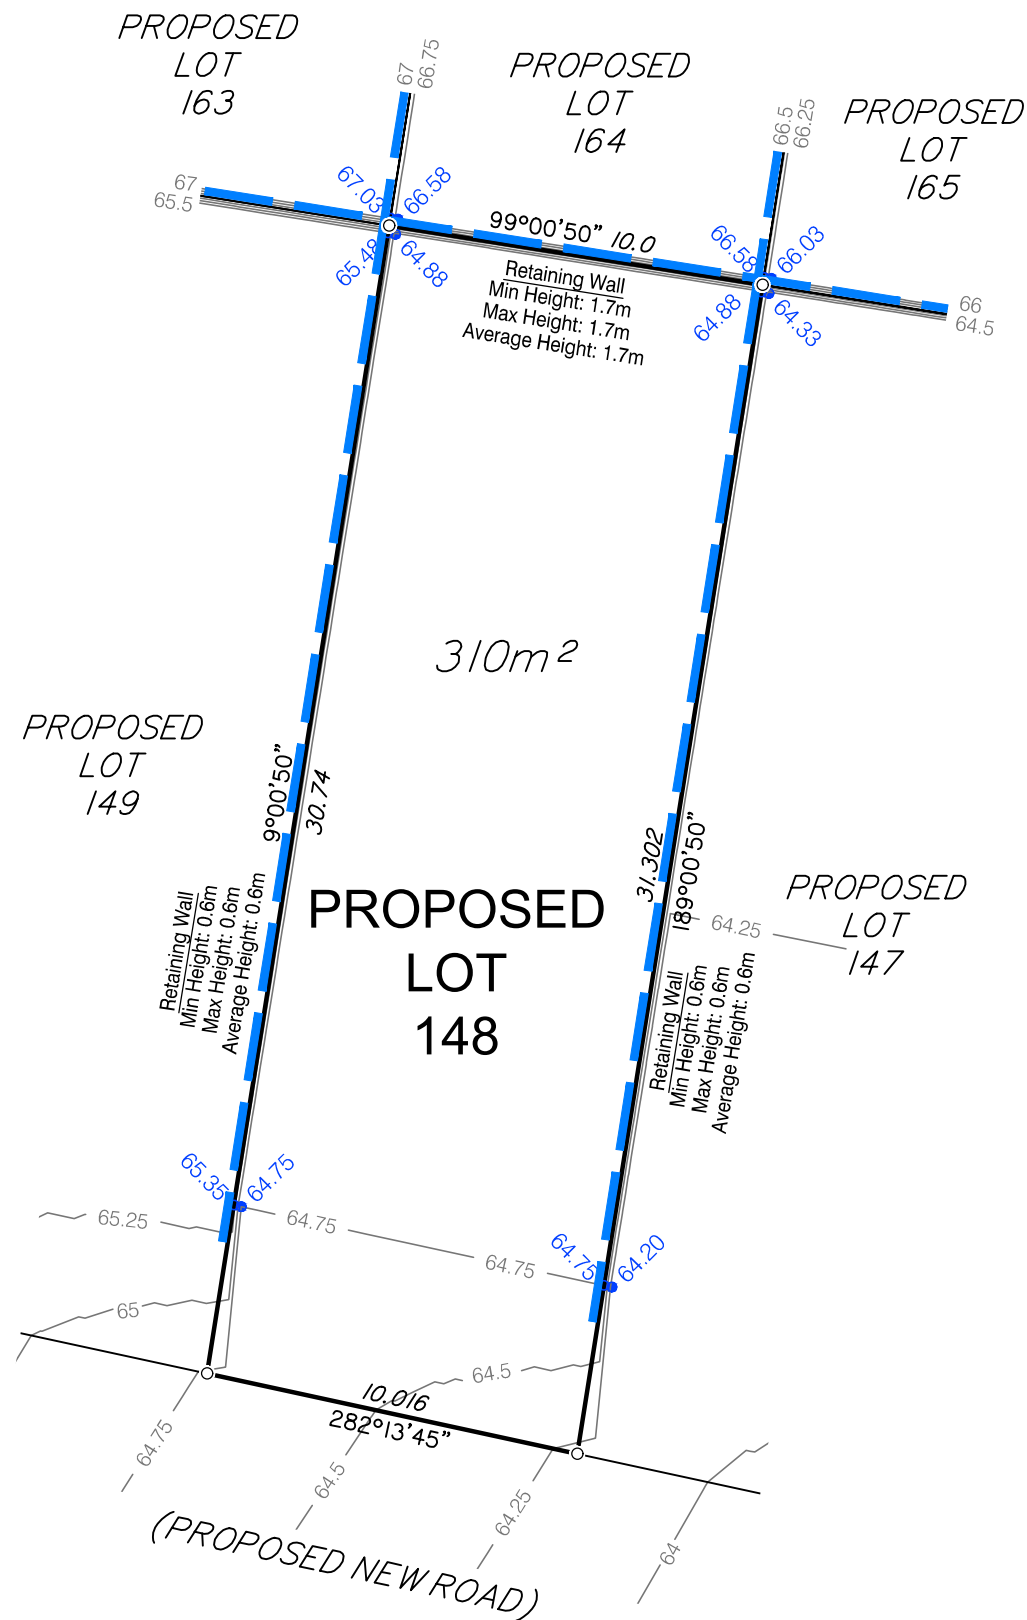 PROPOSED
LOT
163
67
66.75
PROPOSED
LOT
164
66.5
66.25
PROPOSED
LOT
165
67
65.5
67.03
66.58
65.48
64.88
99°00'50" 10.0
Retaining Wall
Min Height: 1.7m
Max Height: 1.7m
Average Height: 1.7m
66.58
66.03
64.88
64.33
66
64.5
310m²
PROPOSED
LOT
149
9°00'50"
30.74
31.302
189°00'50"
Retaining Wall
Min Height: 0.6m
Max Height: 0.6m
Average Height: 0.6m
PROPOSED
LOT
148
64.25
PROPOSED
LOT
147
Retaining Wall
Min Height: 0.6m
Max Height: 0.6m
Average Height: 0.6m
65.35
64.75
65.25
64.75
64.75
64.75
64.20
65
64.5
10.016
282°13'45"
64.75
64.5
64.25
64
(PROPOSED NEW ROAD)